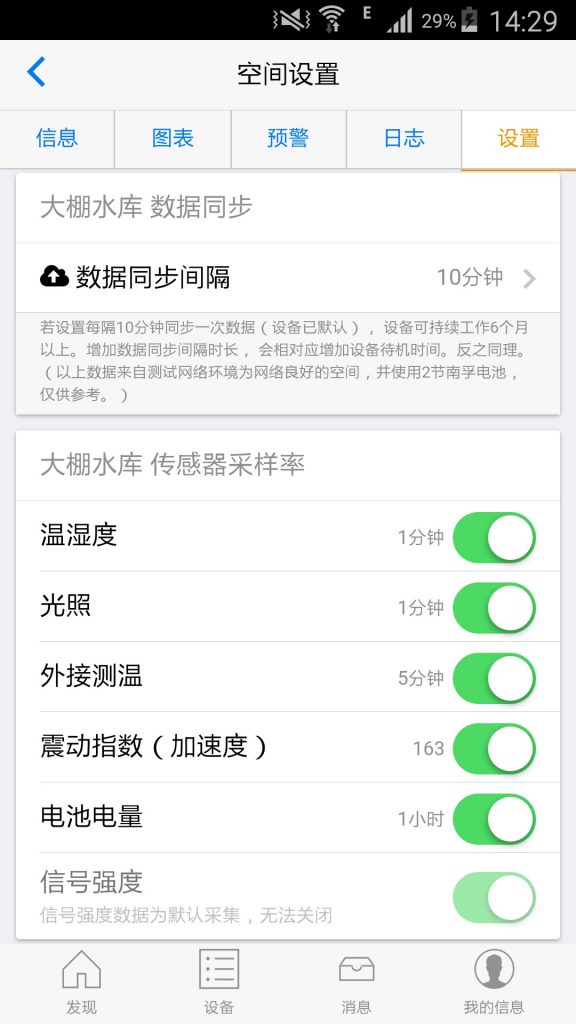 E 29% 14:29
空间设置
信息 图表 预警 日志 设置
大棚水库 数据同步
数据同步间隔 10分钟
若设置每隔10分钟同步一次数据（设备已默认），设备可持续工作6个月
以上。增加数据同步间隔时长，会相对应增加设备待机时间。反之同理。
（以上数据来自测试网络环境为网络良好的空间，并使用2节南孚电池，
仅供参考。）
大棚水库 传感器采样率
温湿度 1分钟
光照 1分钟
外接测温 5分钟
震动指数（加速度） 163
电池电量 1小时
信号强度
信号强度数据为默认采集，无法关闭
发现 设备 消息 我的信息